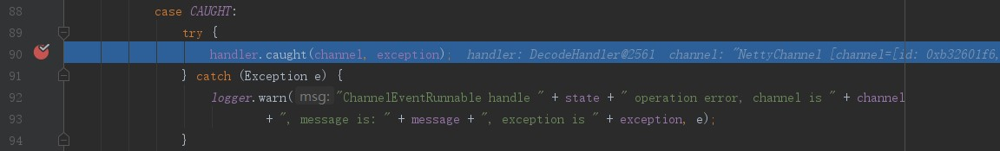 88 case CAUGHT:
89 try {
90 handler.caught(channel, exception); handler: DecodeHandler@2561 channel: "NettyChannel [channel=[id: 0xb32601f6,
91 } catch (Exception e) {
92 logger.warn( msg: "ChannelEventRunnable handle " + state + " operation error, channel is " + channel
93 + ", message is: " + message + ", exception is " + exception, e);
94 }